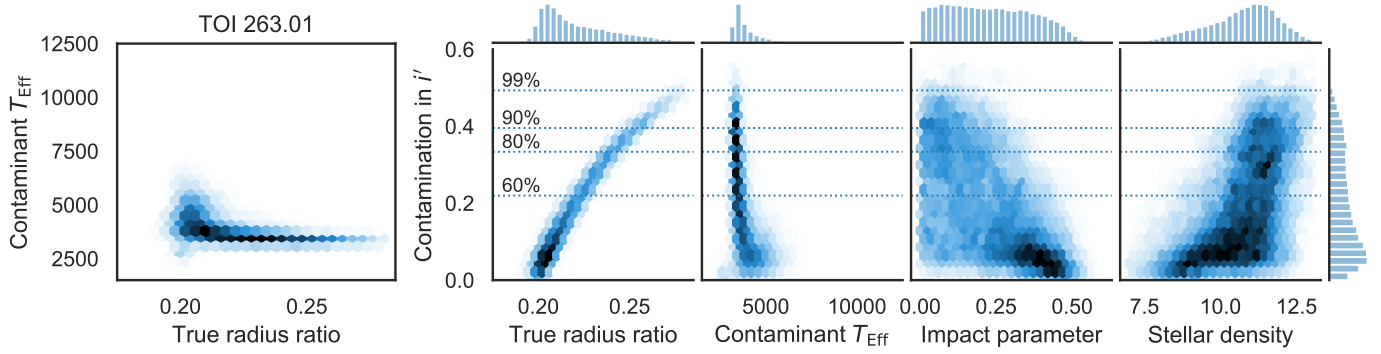 TOI 263.01
12500
10000
7500
5000
2500
Contaminant T_Eff
0.20 0.25
True radius ratio
0.6
0.4
0.2
0.0
Contamination in i′
99%
90%
80%
60%
0.20 0.25
True radius ratio
5000 10000
Contaminant T_Eff
0.00 0.25 0.50
Impact parameter
7.5 10.0 12.5
Stellar density